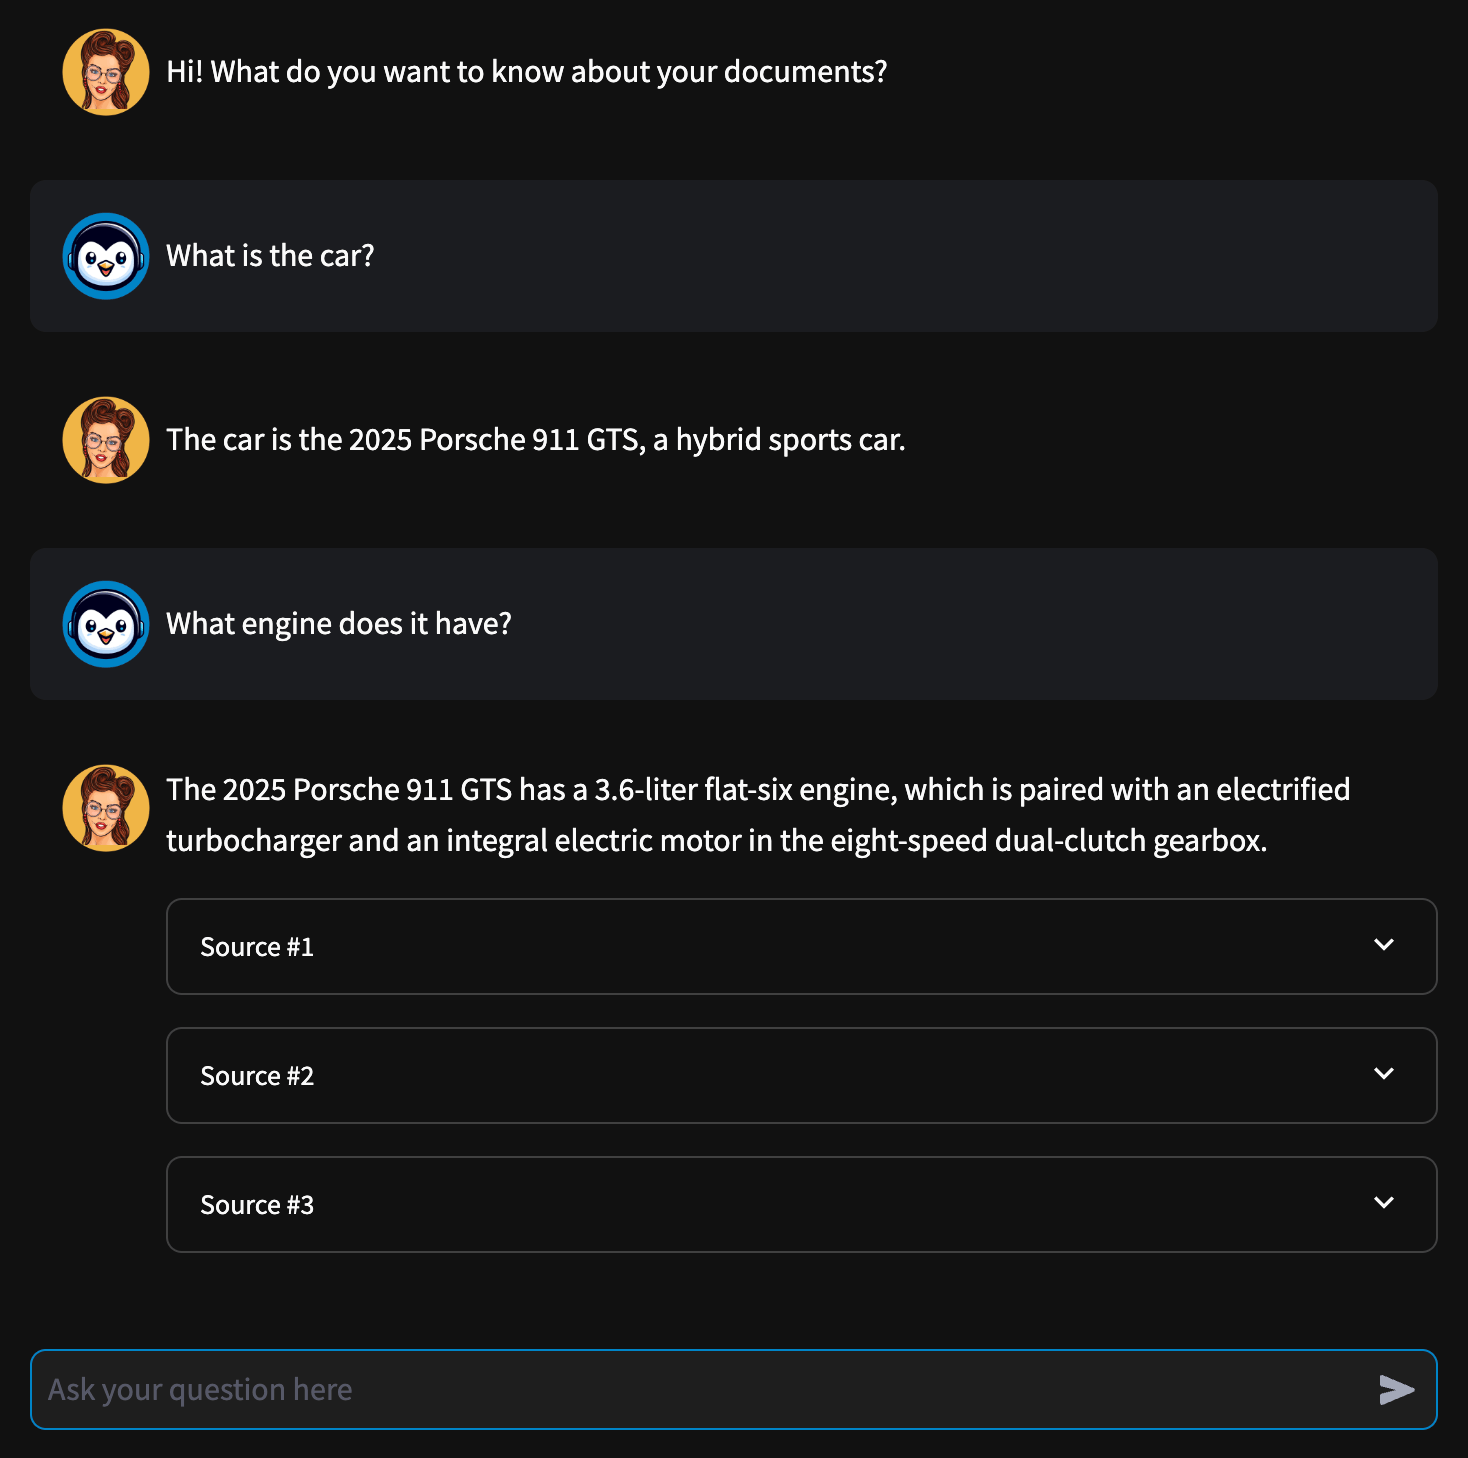 Hi! What do you want to know about your documents?
What is the car?
The car is the 2025 Porsche 911 GTS, a hybrid sports car.
What engine does it have?
The 2025 Porsche 911 GTS has a 3.6-liter flat-six engine, which is paired with an electrified
turbocharger and an integral electric motor in the eight-speed dual-clutch gearbox.
Source #1
Source #2
Source #3
Ask your question here